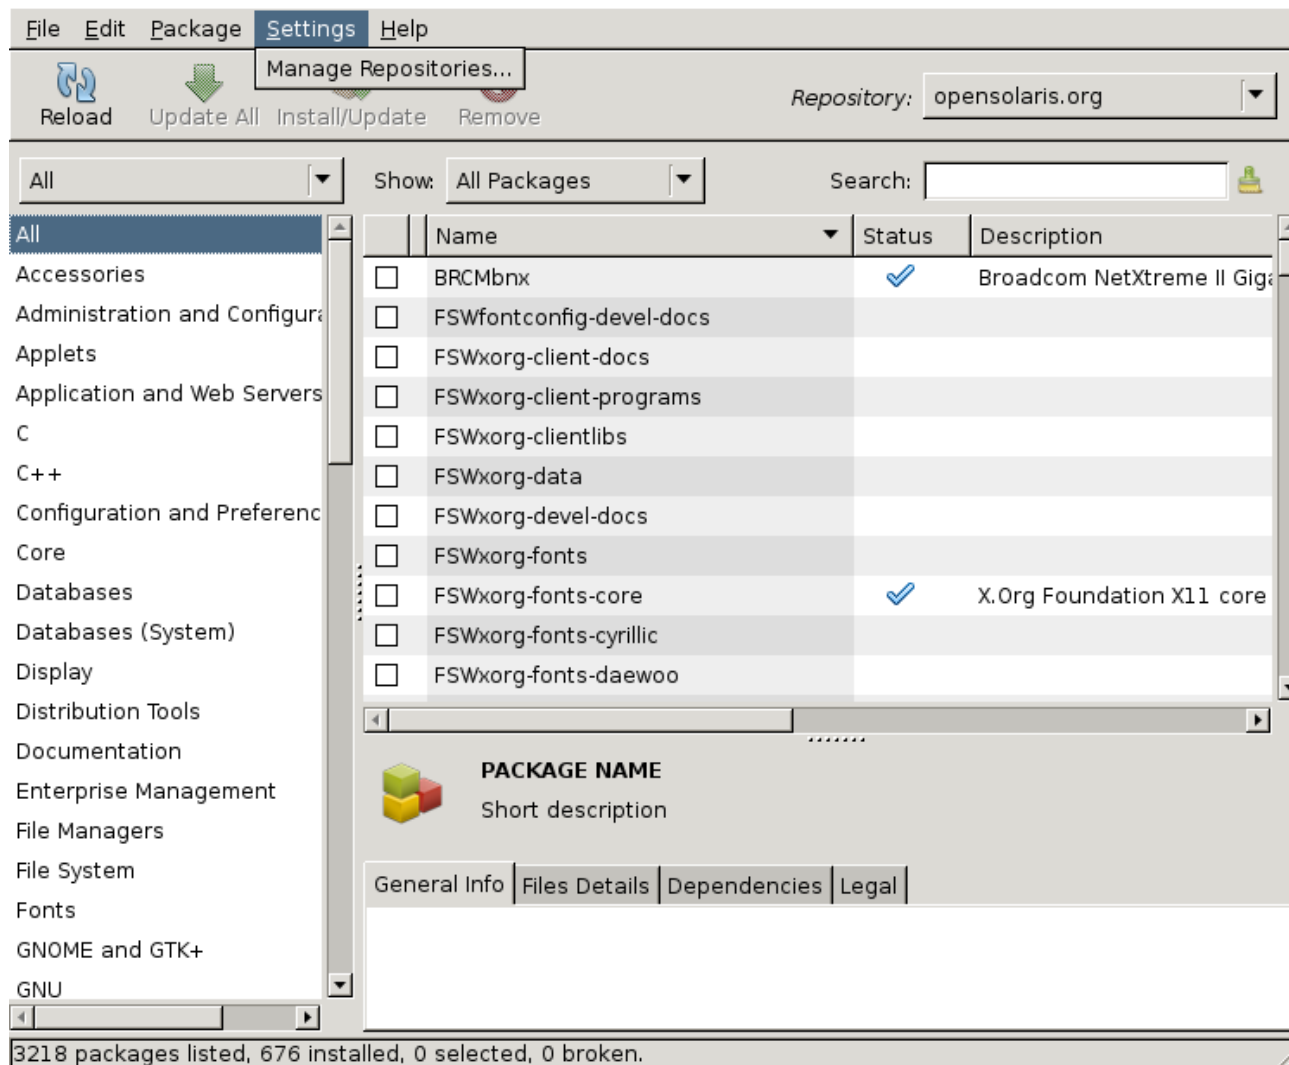 File Edit Package Settings Help
Manage Repositories...
Reload Update All Install/Update Remove Repository: opensolaris.org
All Show: All Packages Search:
All
Accessories
Administration and Configura
Applets
Application and Web Servers
C
C++
Configuration and Preferenc
Core
Databases
Databases (System)
Display
Distribution Tools
Documentation
Enterprise Management
File Managers
File System
Fonts
GNOME and GTK+
GNU
Name Status Description
BRCMbnx Broadcom NetXtreme II Giga
FSWfontconfig-devel-docs
FSWxorg-client-docs
FSWxorg-client-programs
FSWxorg-clientlibs
FSWxorg-data
FSWxorg-devel-docs
FSWxorg-fonts
FSWxorg-fonts-core X.Org Foundation X11 core
FSWxorg-fonts-cyrillic
FSWxorg-fonts-daewoo
PACKAGE NAME
Short description
General Info Files Details Dependencies Legal
3218 packages listed, 676 installed, 0 selected, 0 broken.